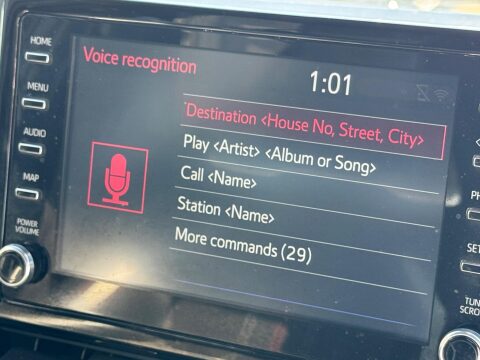 HOME
MENU
AUDIO
MAP
POWER
VOLUME
Voice recognition
1:01
"Destination <House No, Street, City>
Play <Artist> <Album or Song>
Call <Name>
Station <Name>
More commands (29)